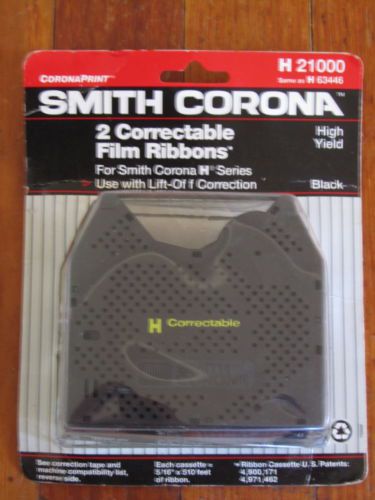 CORONAPRINT™
H 21000
Same as H 63446
SMITH CORONA™
2 Correctable
Film Ribbons™
High
Yield
For Smith Corona H® Series
Use with Lift-Off Correction
Black
H Correctable
See correction tape and
machine compatibility list,
reverse side.
Each cassette =
5/16" x 510 feet
of ribbon.
Ribbon Cassette U.S. Patents:
4,900,171
4,971,462